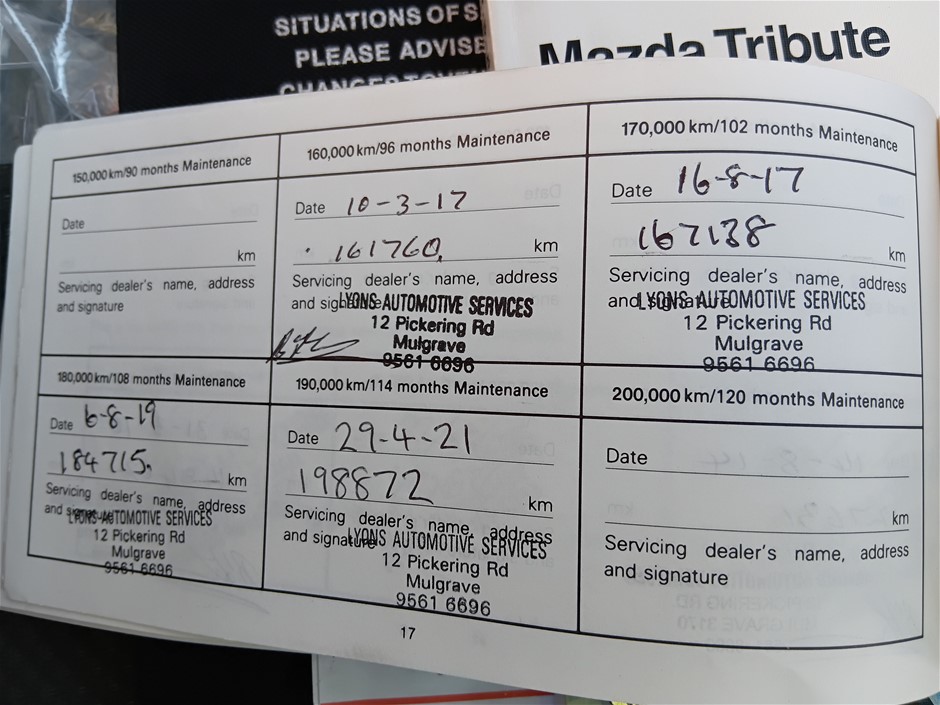 SITUATIONS OF S
PLEASE ADVISE
Mazda Tribute
150,000 km/90 months Maintenance
Date
km
Servicing dealer's name, address
and signature
160,000 km/96 months Maintenance
Date 10-3-17
161760 km
Servicing dealer's name, address
and signature
LYONS AUTOMOTIVE SERVICES
12 Pickering Rd
Mulgrave
9561 6696
170,000 km/102 months Maintenance
Date 16-8-17
167138 km
Servicing dealer's name, address
and signature
LYONS AUTOMOTIVE SERVICES
12 Pickering Rd
Mulgrave
9561 6696
180,000 km/108 months Maintenance
Date 6-8-19
184715. km
Servicing dealer's name, address
and signature
LYONS AUTOMOTIVE SERVICES
12 Pickering Rd
Mulgrave
9561 6696
190,000 km/114 months Maintenance
Date 29-4-21
198872 km
Servicing dealer's name, address
and signature
LYONS AUTOMOTIVE SERVICES
12 Pickering Rd
Mulgrave
9561 6696
200,000 km/120 months Maintenance
Date
km
Servicing dealer's name, address
and signature
17